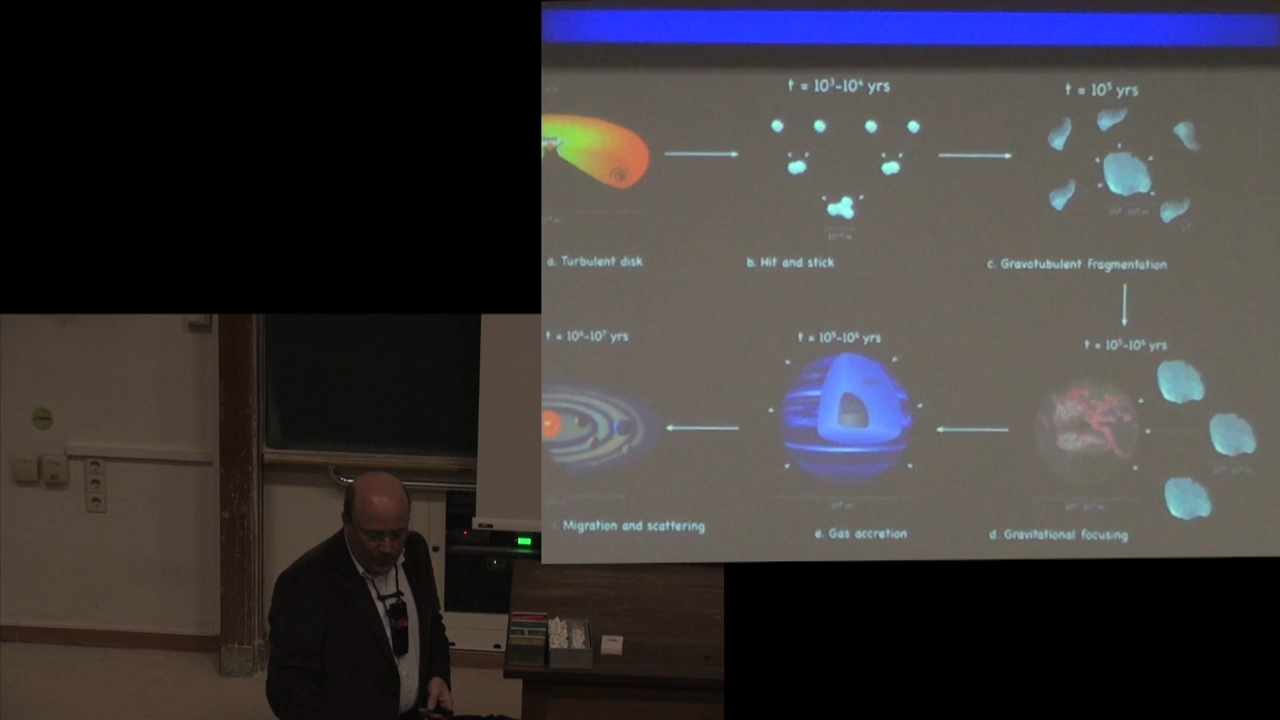 t = 10³-10⁴ yrs
t = 10⁵ yrs
a. Turbulent disk
b. Hit and stick
c. Gravotubulent fragmentation
t = 10⁶-10⁷ yrs
t = 10⁵-10⁶ yrs
t = 10⁵-10⁶ yrs
Migration and scattering
e. Gas accretion
d. Gravitational focusing